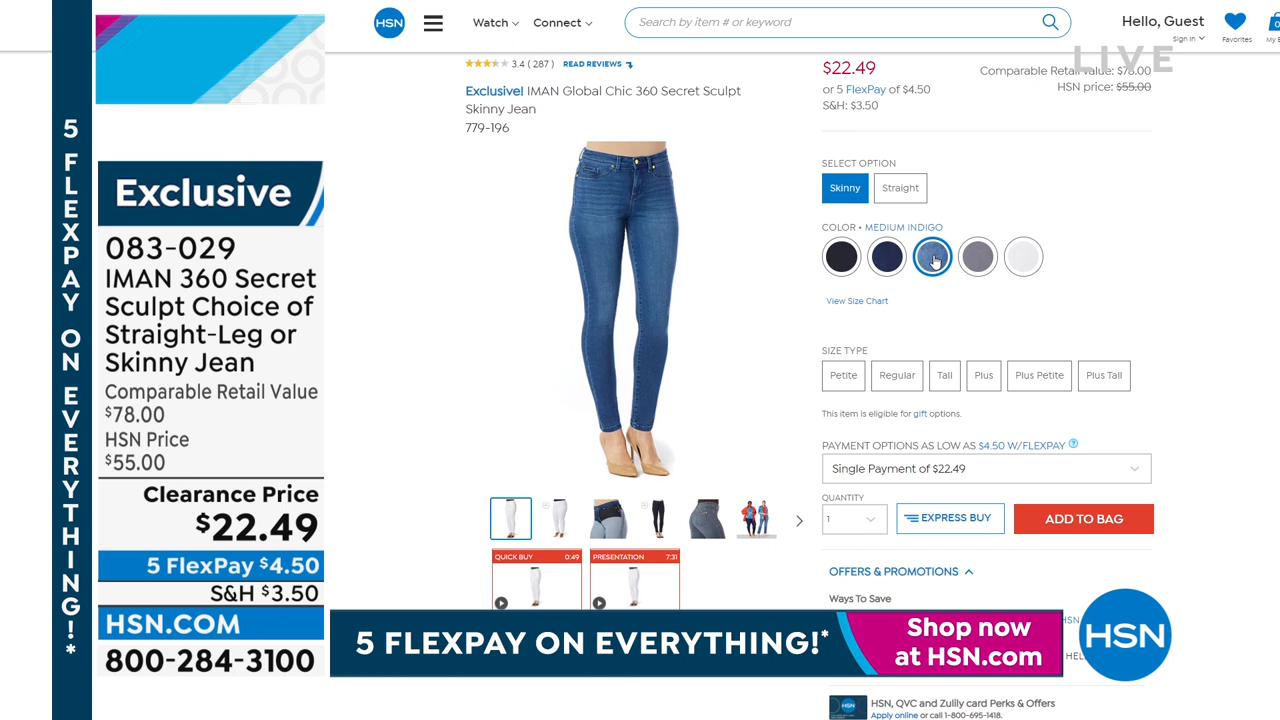 5 FLEXPAY ON EVERYTHING!*
Exclusive
083-029
IMAN 360 Secret
Sculpt Choice of
Straight-Leg or
Skinny Jean
Comparable Retail Value
$78.00
HSN Price
$55.00
Clearance Price
$22.49
5 FlexPay $4.50
S&H $3.50
HSN.COM
800-284-3100
HSN
Watch
Connect
Search by item # or keyword
Hello, Guest
Sign In
Favorites
LIVE
3.4 ( 287 )
READ REVIEWS
Exclusive! IMAN Global Chic 360 Secret Sculpt
Skinny Jean
779-196
$22.49
Comparable Retail Value: $78.00
or 5 FlexPay of $4.50
HSN price: $55.00
S&H: $3.50
SELECT OPTION
Skinny
Straight
COLOR • MEDIUM INDIGO
View Size Chart
SIZE TYPE
Petite
Regular
Tall
Plus
Plus Petite
Plus Tall
This item is eligible for gift options.
PAYMENT OPTIONS AS LOW AS $4.50 W/FLEXPAY
Single Payment of $22.49
QUANTITY
1
EXPRESS BUY
ADD TO BAG
QUICK BUY 0:49
PRESENTATION 7:31
OFFERS & PROMOTIONS
Ways To Save
5 FLEXPAY ON EVERYTHING!*
Shop now
at HSN.com
HSN
HSN
HSN, QVC and Zulily card Perks & Offers
Apply online or call 1-800-695-1418.